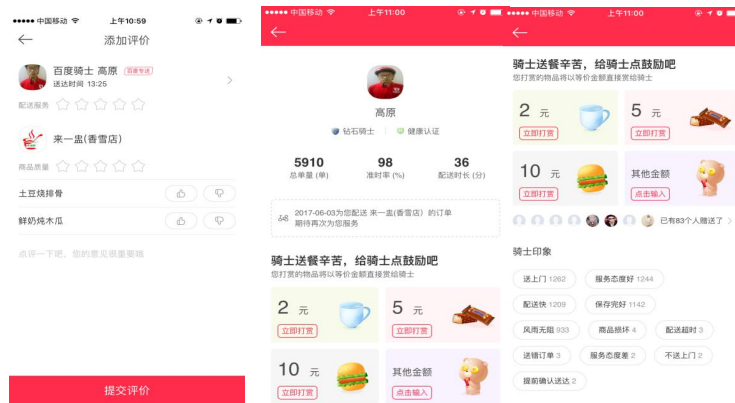 中国移动 上午10:59
添加评价
百度骑士 高原 百度专送
送达时间 13:25
配送服务
来一盅(香雪店)
商品质量
土豆烧排骨
鲜奶炖木瓜
点评一下吧，您的意见很重要哦
提交评价
中国移动 上午11:00
高原
钻石骑士 健康认证
5910 98 36
总单量 (单) 准时率 (%) 配送时长 (分)
2017-06-03为您配送 来一盅(香雪店) 的订单
期待再次为您服务
骑士送餐辛苦，给骑士点鼓励吧
您打赏的物品将以等价金额直接赏给骑士
2 元 5 元
立即打赏 立即打赏
10 元 其他金额
立即打赏 点击输入
中国移动 上午11:00
骑士送餐辛苦，给骑士点鼓励吧
您打赏的物品将以等价金额直接赏给骑士
2 元 5 元
立即打赏 立即打赏
10 元 其他金额
立即打赏 点击输入
已有83个人赠送了
骑士印象
送上门 1262 服务态度好 1244
配送快 1209 保存完好 1142
风雨无阻 933 商品损坏 4 配送超时 3
送错订单 3 服务态度差 2 不送上门 2
提前确认送达 2